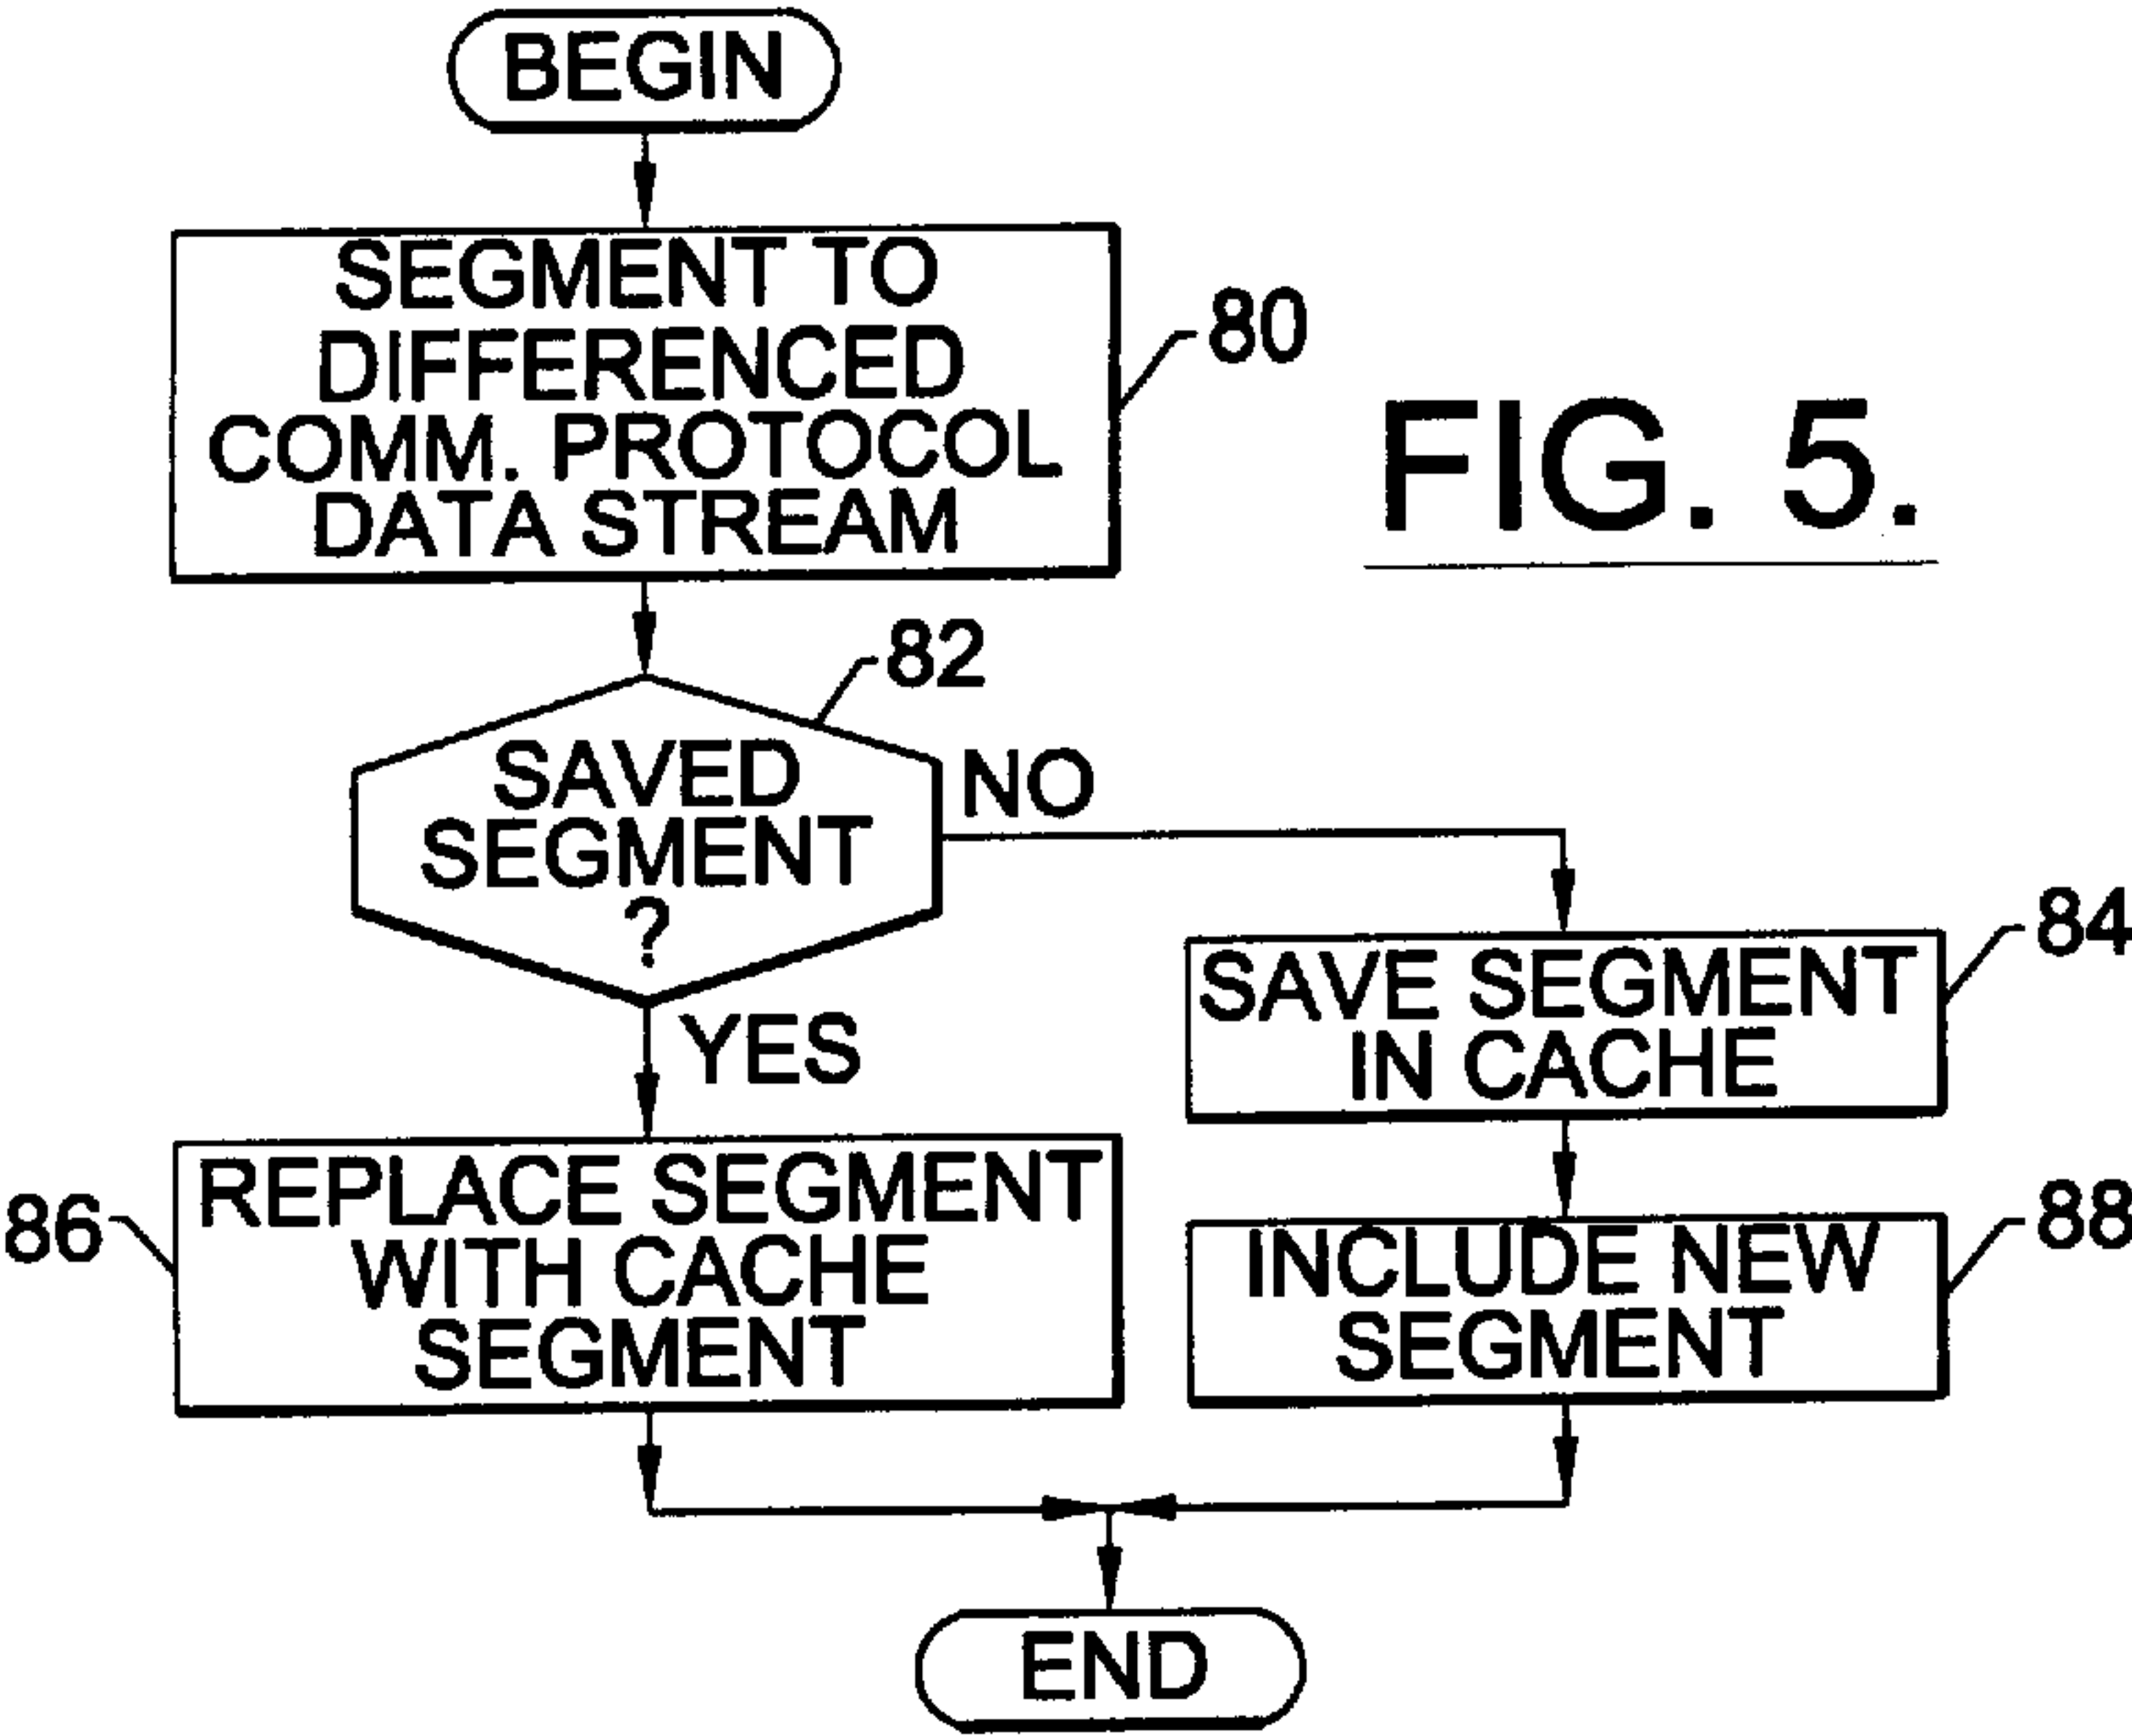 BEGIN
SEGMENT TO
DIFFERENCED
COMM. PROTOCOL
DATA STREAM
80
FIG. 5.
82
SAVED
SEGMENT
?
NO
YES
84
SAVE SEGMENT
IN CACHE
86
REPLACE SEGMENT
WITH CACHE
SEGMENT
88
INCLUDE NEW
SEGMENT
END